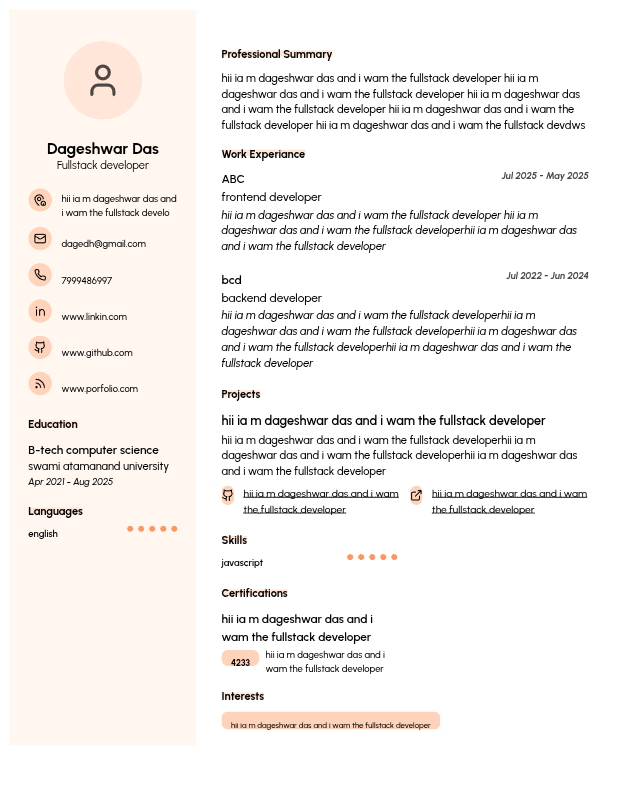 Dageshwar Das
Fullstack developer
hii ia m dageshwar das and
i wam the fullstack develo
dagedh@gmail.com
7999486997
www.linkin.com
www.github.com
www.porfolio.com
Education
B-tech computer science
swami atamanand university
Apr 2021 - Aug 2025
Languages
english
Professional Summary
hii ia m dageshwar das and i wam the fullstack developer hii ia m
dageshwar das and i wam the fullstack developer hii ia m dageshwar das
and i wam the fullstack developer hii ia m dageshwar das and i wam the
fullstack developer hii ia m dageshwar das and i wam the fullstack devdws
Work Experiance
ABC
Jul 2025 - May 2025
frontend developer
hii ia m dageshwar das and i wam the fullstack developer hii ia m
dageshwar das and i wam the fullstack developerhii ia m dageshwar das
and i wam the fullstack developer
bcd
Jul 2022 - Jun 2024
backend developer
hii ia m dageshwar das and i wam the fullstack developerhii ia m
dageshwar das and i wam the fullstack developerhii ia m dageshwar das
and i wam the fullstack developerhii ia m dageshwar das and i wam the
fullstack developer
Projects
hii ia m dageshwar das and i wam the fullstack developer
hii ia m dageshwar das and i wam the fullstack developerhii ia m
dageshwar das and i wam the fullstack developerhii ia m dageshwar das
and i wam the fullstack developer
hii ia m dageshwar das and i wam
the fullstack developer
hii ia m dageshwar das and i wam
the fullstack developer
Skills
javascript
Certifications
hii ia m dageshwar das and i
wam the fullstack developer
4233
hii ia m dageshwar das and i
wam the fullstack developer
Interests
hii ia m dageshwar das and i wam the fullstack developer